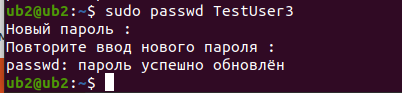 ub2@ub2:~$ sudo passwd TestUser3
Новый пароль :
Повторите ввод нового пароля :
passwd: пароль успешно обновлён
ub2@ub2:~$